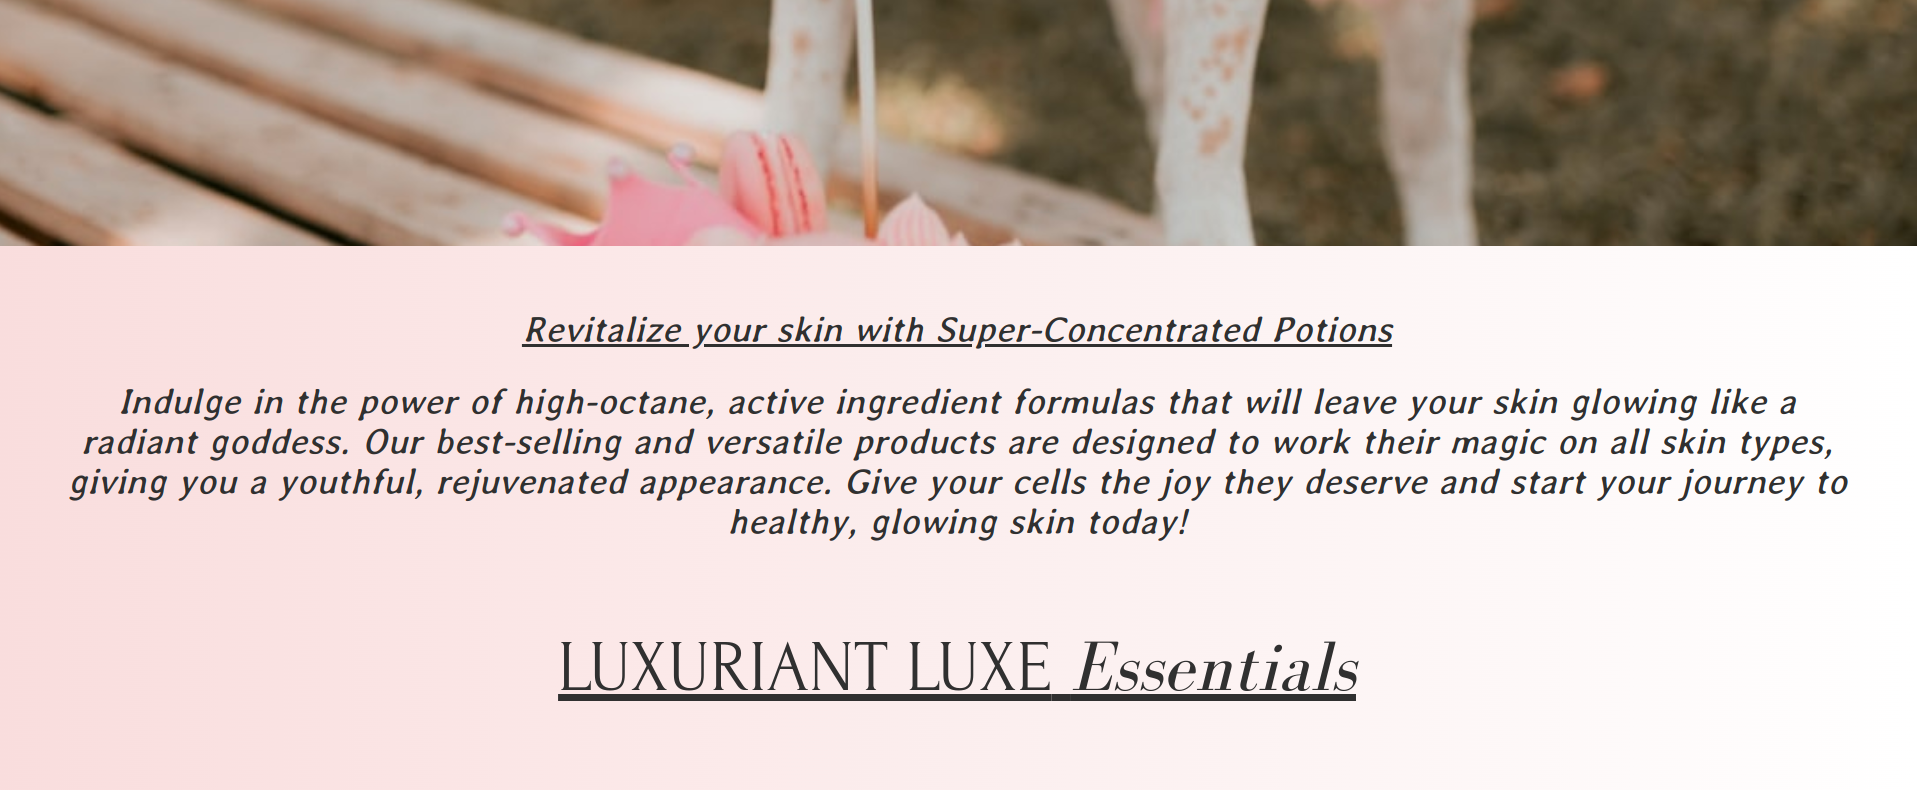 Revitalize your skin with Super-Concentrated Potions
Indulge in the power of high-octane, active ingredient formulas that will leave your skin glowing like a
radiant goddess. Our best-selling and versatile products are designed to work their magic on all skin types,
giving you a youthful, rejuvenated appearance. Give your cells the joy they deserve and start your journey to
healthy, glowing skin today!
LUXURIANT LUXE Essentials